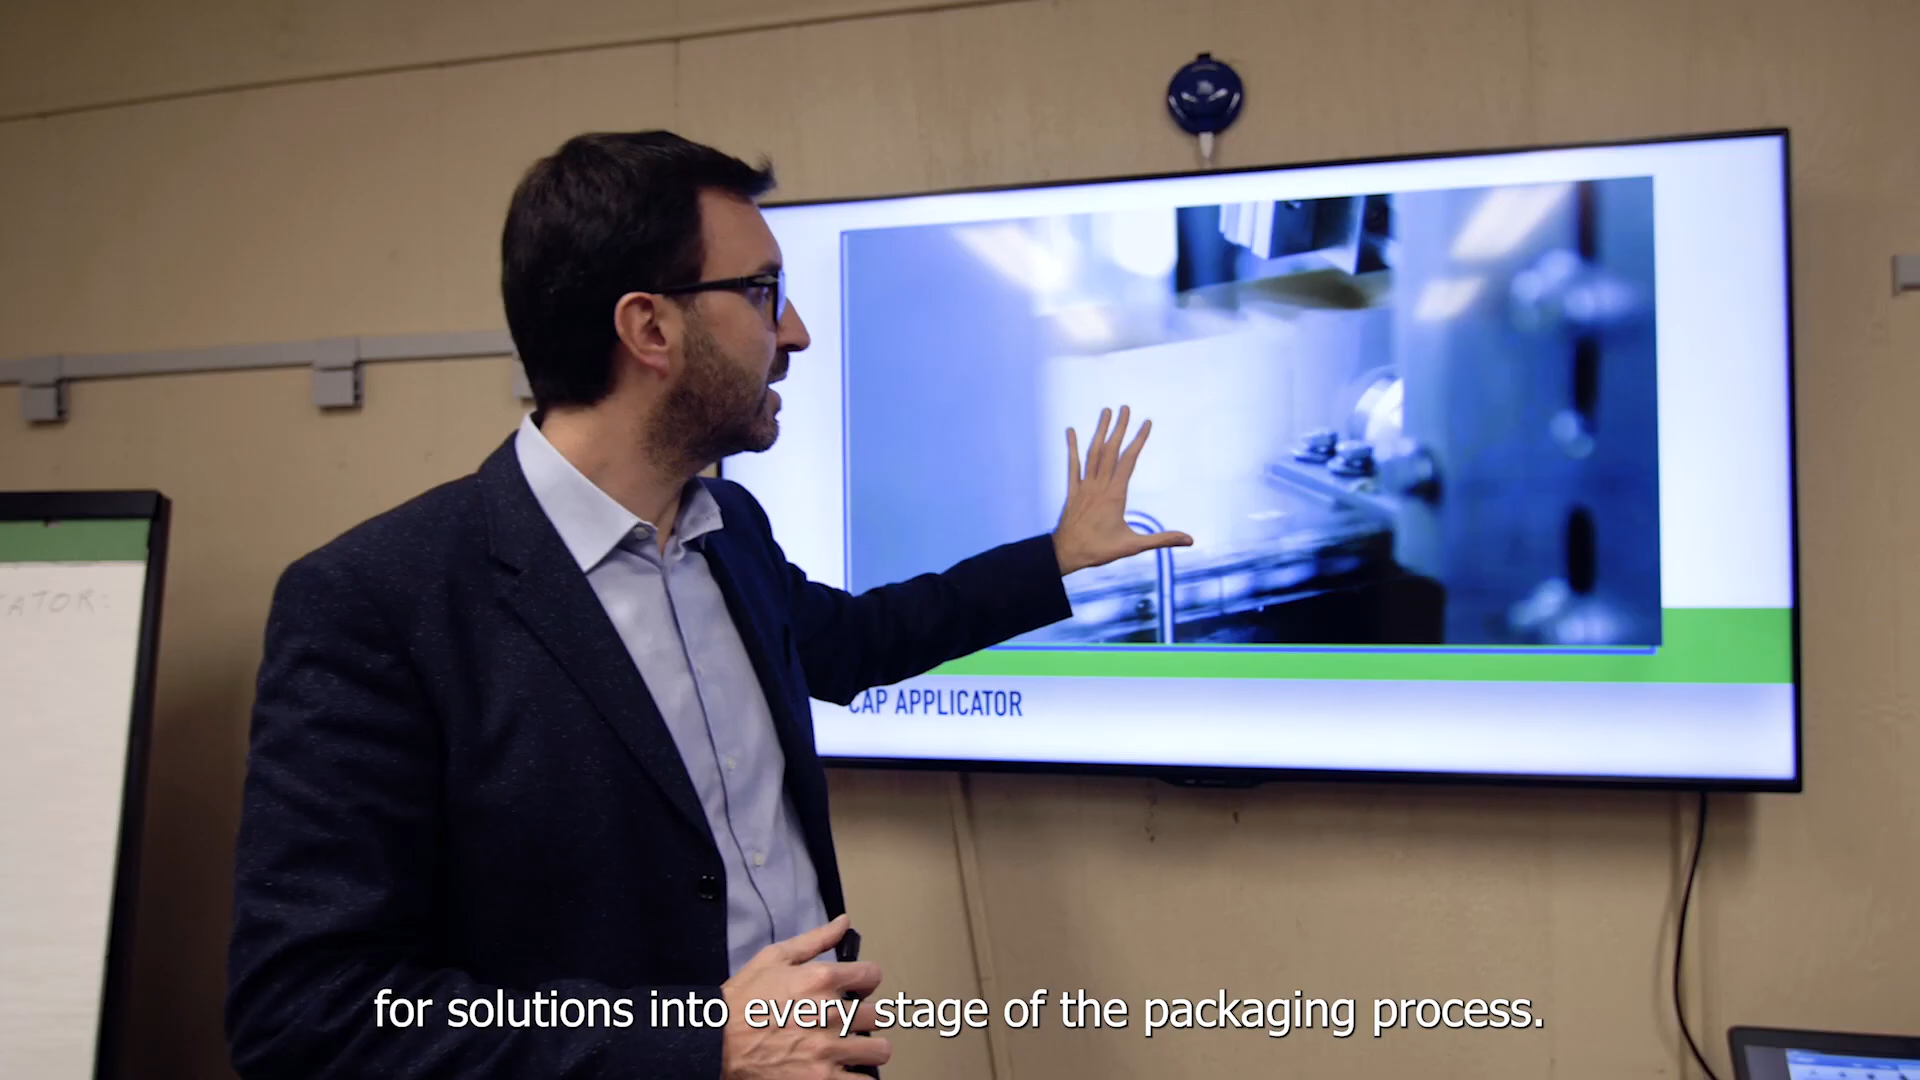 CAP APPLICATOR
for solutions into every stage of the packaging process.